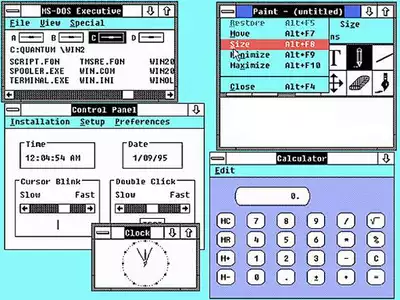 MS-DOS Executive
File View Special
A B C D
C:QUANTUM \WIN2
SCRIPT.FON TMSRE.FON WIN20
SPOOLER.EXE WIN.COM WIN20
TERMINAL.EXE WIN.INI WINOL
Paint - (untitled)
Size
Restore Alt+F5
Move Alt+F7
Size Alt+F8
Minimize Alt+F9
Maximize Alt+F10
Close Alt+F4
ns
T
Control Panel
Installation Setup Preferences
Time
12:04:54 AM
Date
1/09/95
Cursor Blink
Slow Fast
Double Click
Slow Fast
Clock
Calculator
Edit
0.
MC 7 8 9 / √
MR 4 5 6 * %
M+ 1 2 3 - C
M- 0 . ± + =